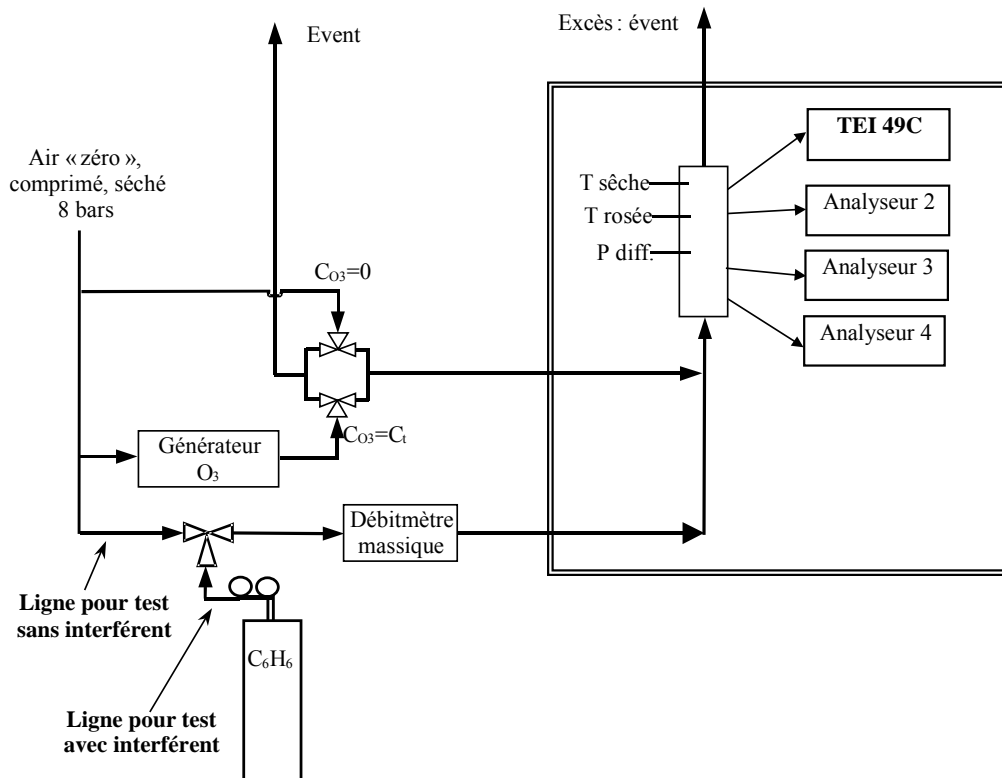 Event
Excès : évent
Air « zéro »,
comprimé, séché
8 bars
TEI 49C
T sêche
T rosée
P diff.
Analyseur 2
Analyseur 3
Analyseur 4
CO3=0
CO3=Ct
Générateur
O3
Débitmètre
massique
Ligne pour test
sans interférent
C6H6
Ligne pour test
avec interférent